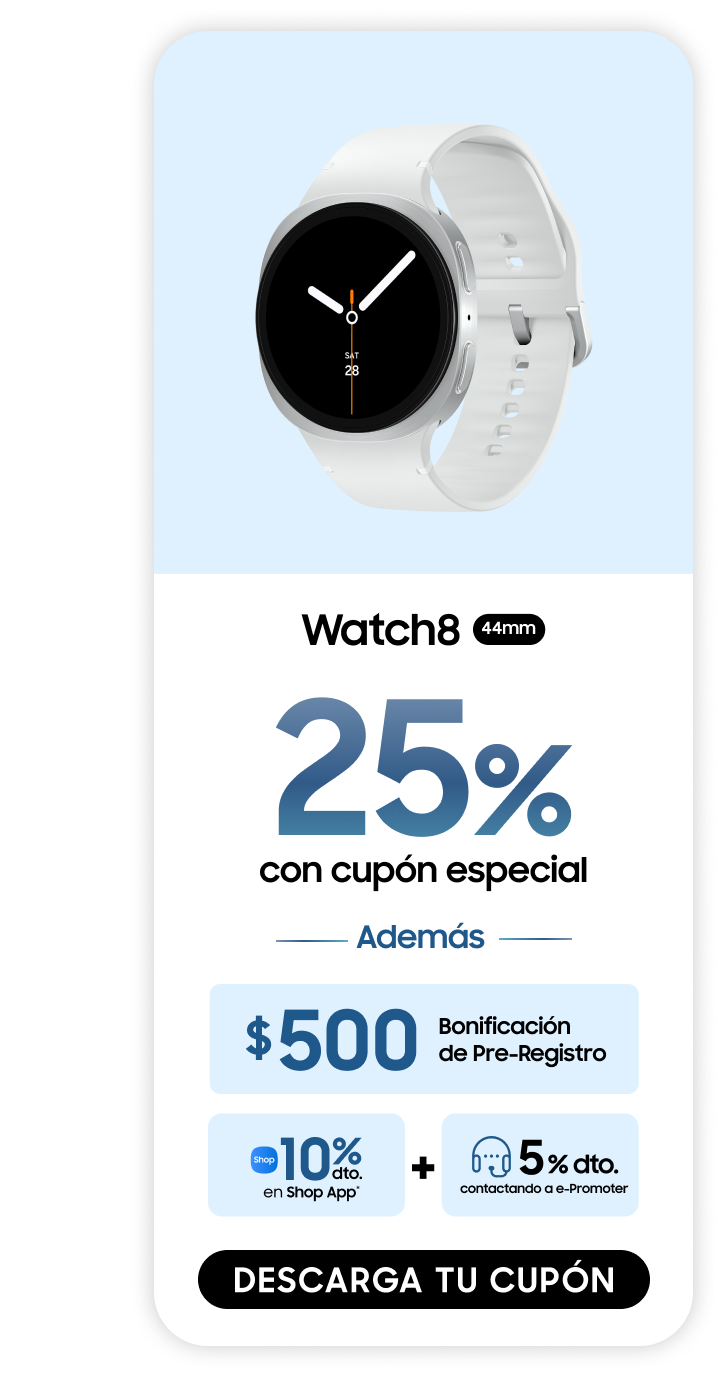 SAT
28
Watch8 44mm
25%
con cupón especial
Además
$500
Bonificación
de Pre-Registro
Shop 10% dto.
en Shop App*
+
5% dto.
contactando a e-Promoter
DESCARGA TU CUPÓN